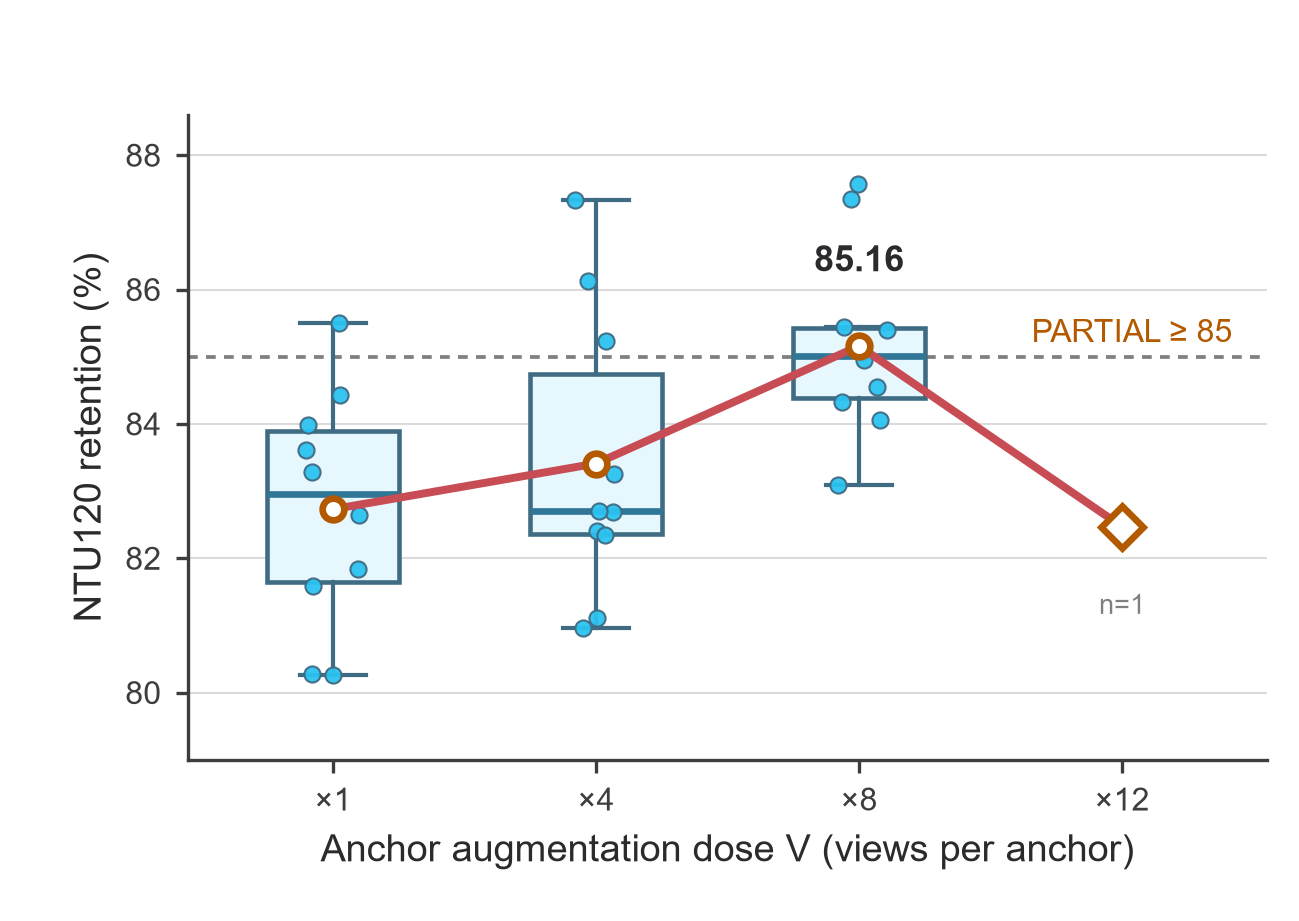 88
86
84
82
80
NTU120 retention (%)
85.16
PARTIAL ≥ 85
n=1
×1
×4
×8
×12
Anchor augmentation dose V (views per anchor)